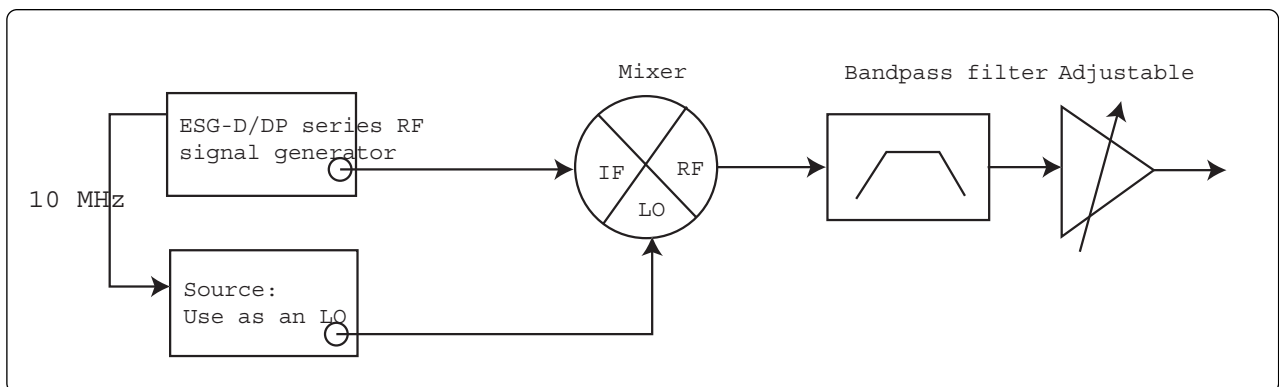 Mixer
Bandpass filter
Adjustable
ESG-D/DP series RF
signal generator
IF
RF
LO
10 MHz
Source:
Use as an LO